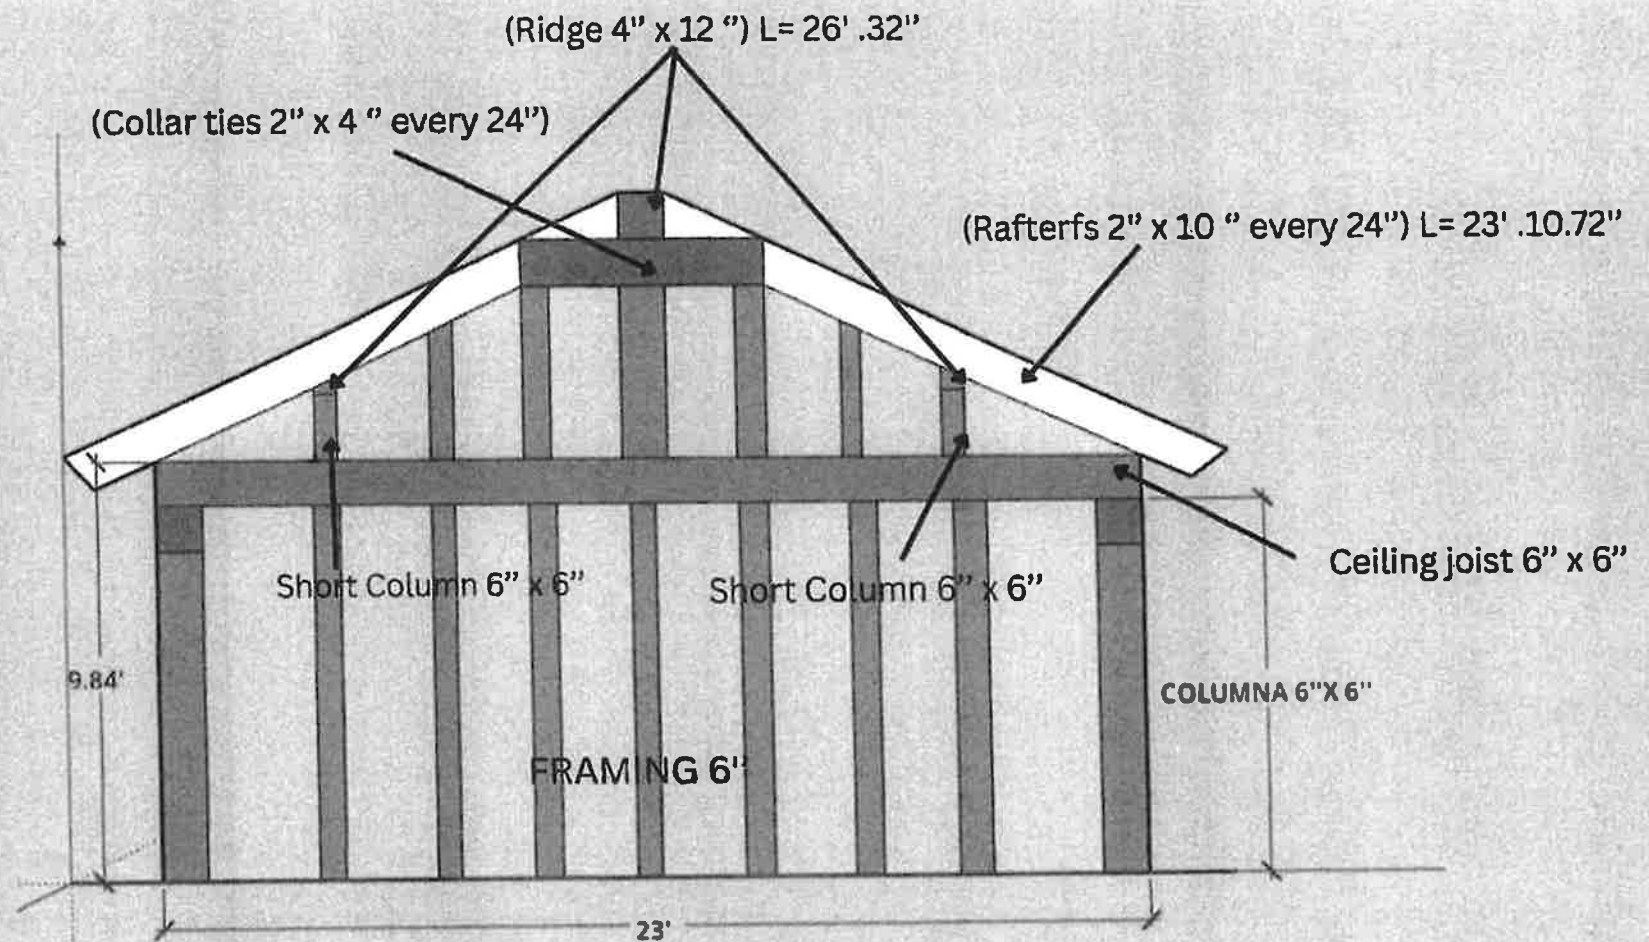 (Ridge 4” x 12 “) L= 26' .32”
(Collar ties 2” x 4 “ every 24”)
(Rafterfs 2” x 10 “ every 24”) L= 23' .10.72”
Ceiling joist 6” x 6”
Short Column 6” x 6”
Short Column 6” x 6”
9.84'
COLUMNA 6"X 6"
FRAMING 6"
23'